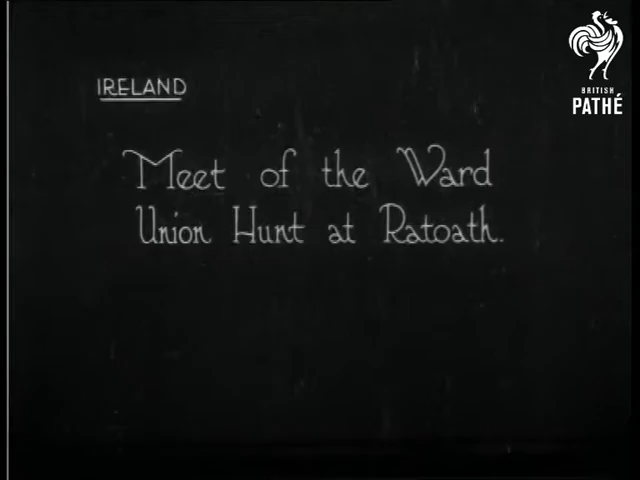 IRELAND
Meet of the Ward
Union Hunt at Ratoath.
BRITISH
PATHÉ